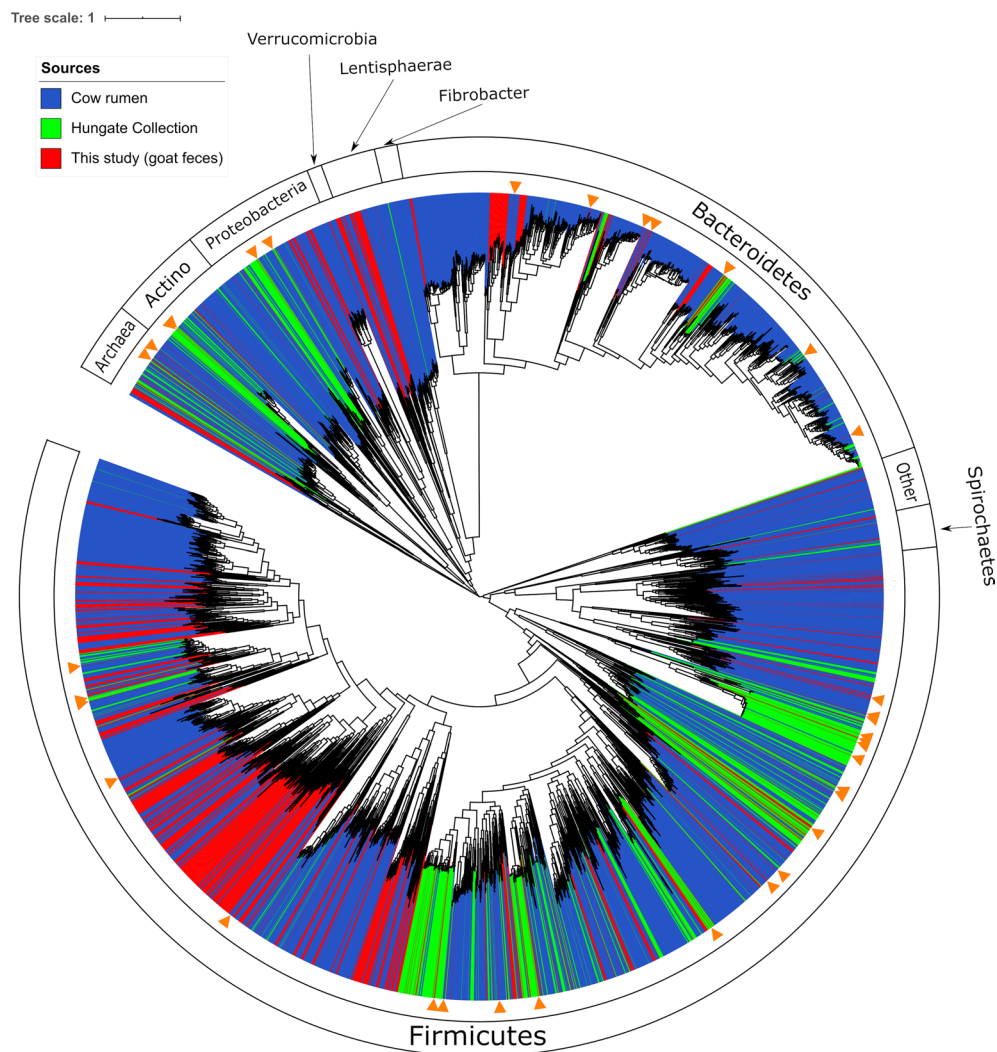 Tree scale: 1
Verrucomicrobia
Lentisphaerae
Fibrobacter
Sources
Cow rumen
Hungate Collection
This study (goat feces)
Proteobacteria
Actino
Archaea
Bacteroidetes
Other
Spirochaetes
Firmicutes